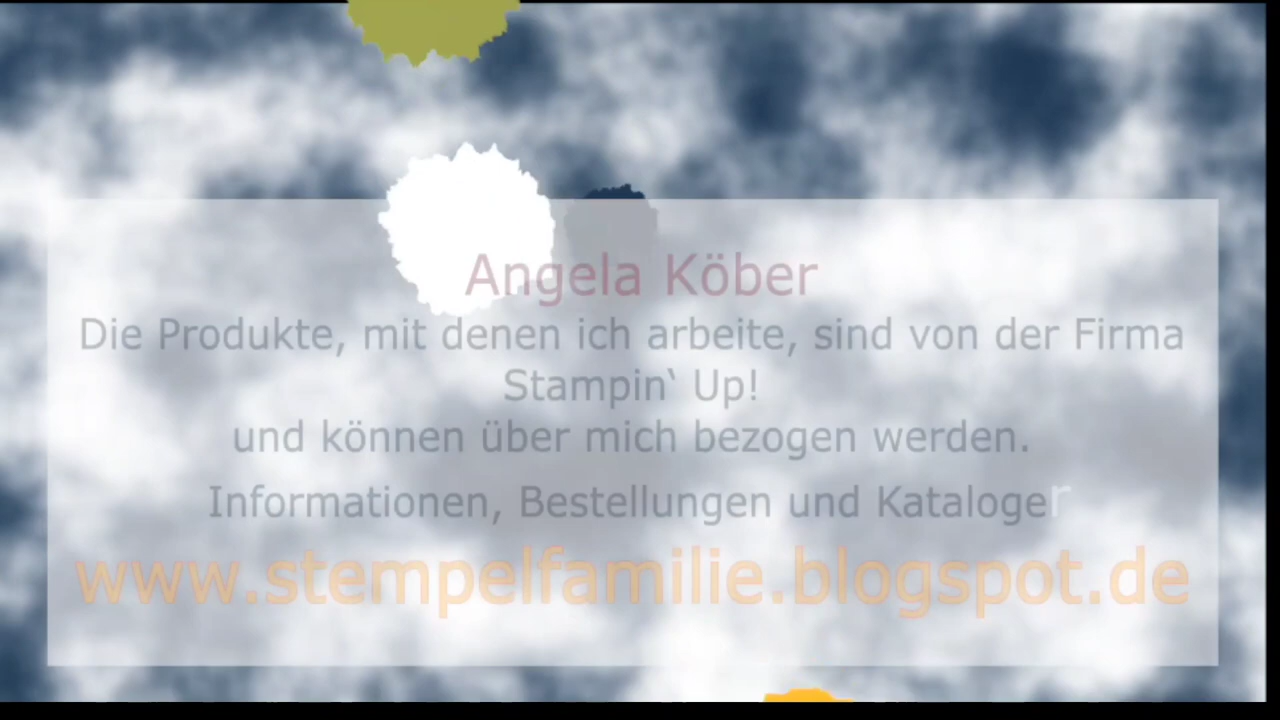 Angela Köber
Die Produkte, mit denen ich arbeite, sind von der Firma
Stampin‘ Up!
und können über mich bezogen werden.
Informationen, Bestellungen und Kataloge
www.stempelfamilie.blogspot.de